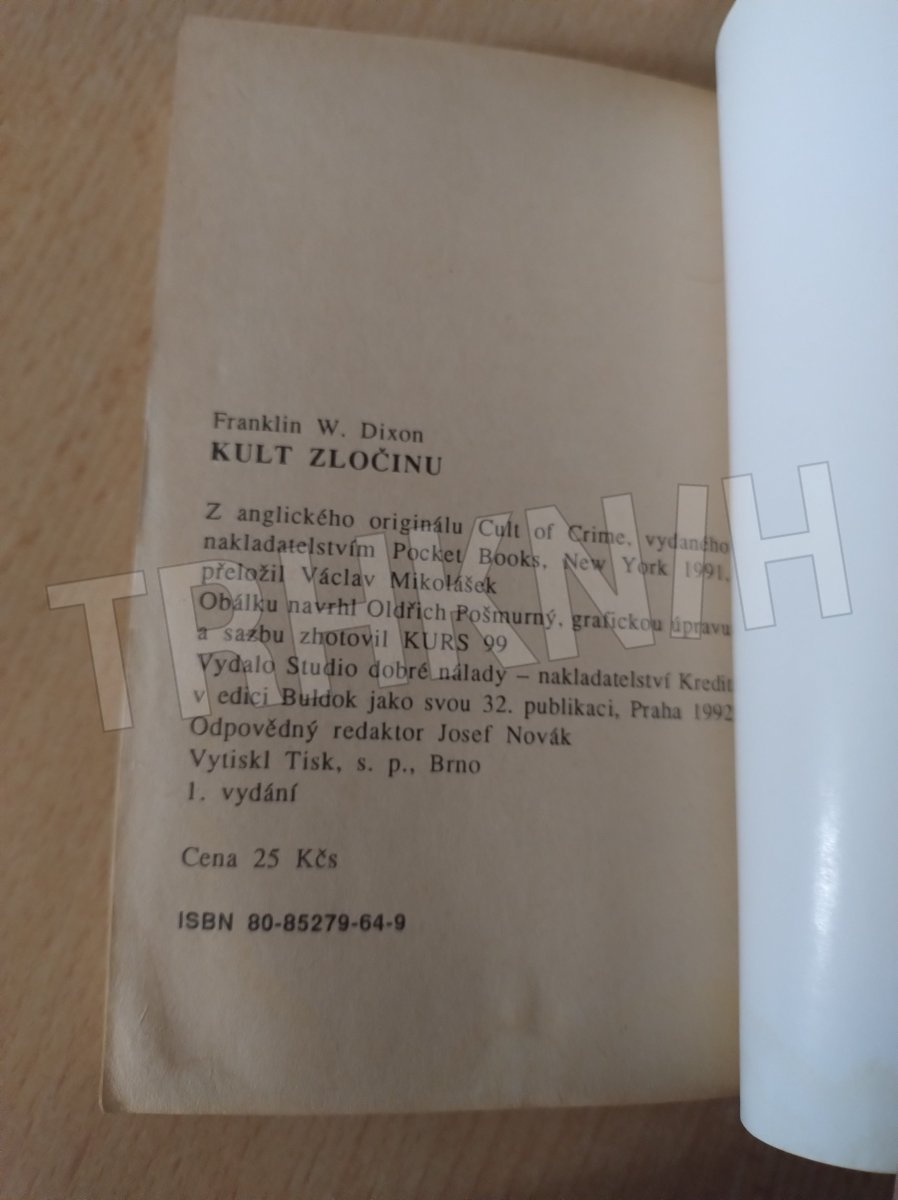 Franklin W. Dixon
KULT ZLOČINU
Z anglického originálu Cult of Crime, vydaného
nakladatelstvím Pocket Books, New York 1991,
přeložil Václav Mikolášek
Obálku navrhl Oldřich Pošmurný, grafickou úpravu
a sazbu zhotovil KURS 99
Vydalo Studio dobré nálady – nakladatelství Kredit
v edici Buldok jako svou 32. publikaci, Praha 1992
Odpovědný redaktor Josef Novák
Vytiskl Tisk, s. p., Brno
1. vydání
Cena 25 Kčs
ISBN 80-85279-64-9
TRHKNIH